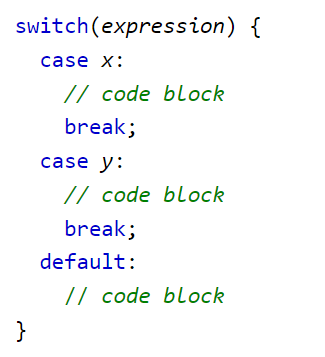 switch(expression) {
  case x:
    // code block
    break;
  case y:
    // code block
    break;
  default:
    // code block
}